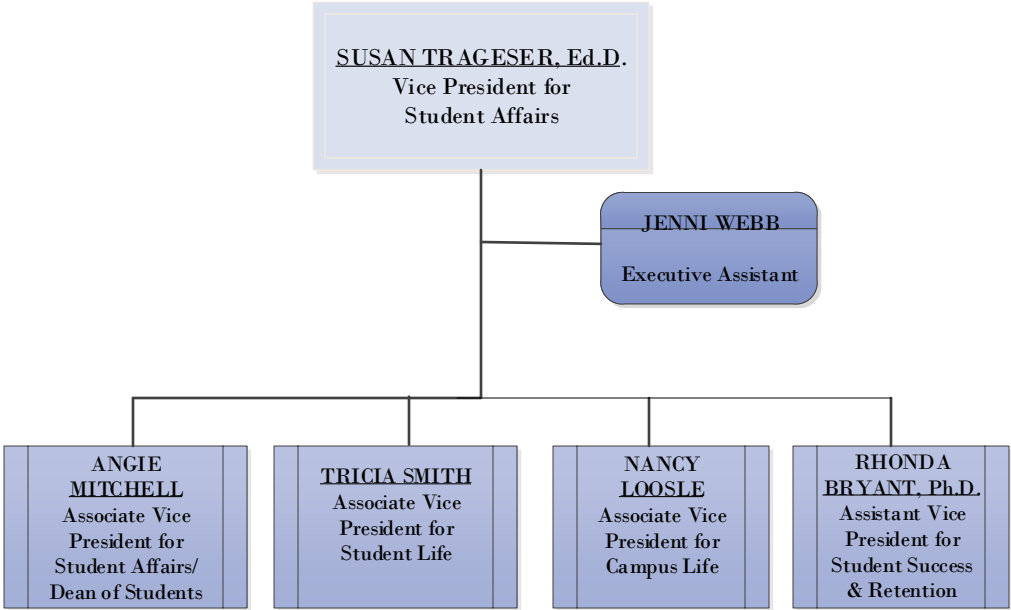 SUSAN TRAGESER, Ed.D.
Vice President for
Student Affairs
JENNI WEBB
Executive Assistant
ANGIE
MITCHELL
Associate Vice
President for
Student Affairs/
Dean of Students
TRICIA SMITH
Associate Vice
President for
Student Life
NANCY
LOOSLE
Associate Vice
President for
Campus Life
RHONDA
BRYANT, Ph.D.
Assistant Vice
President for
Student Success
& Retention